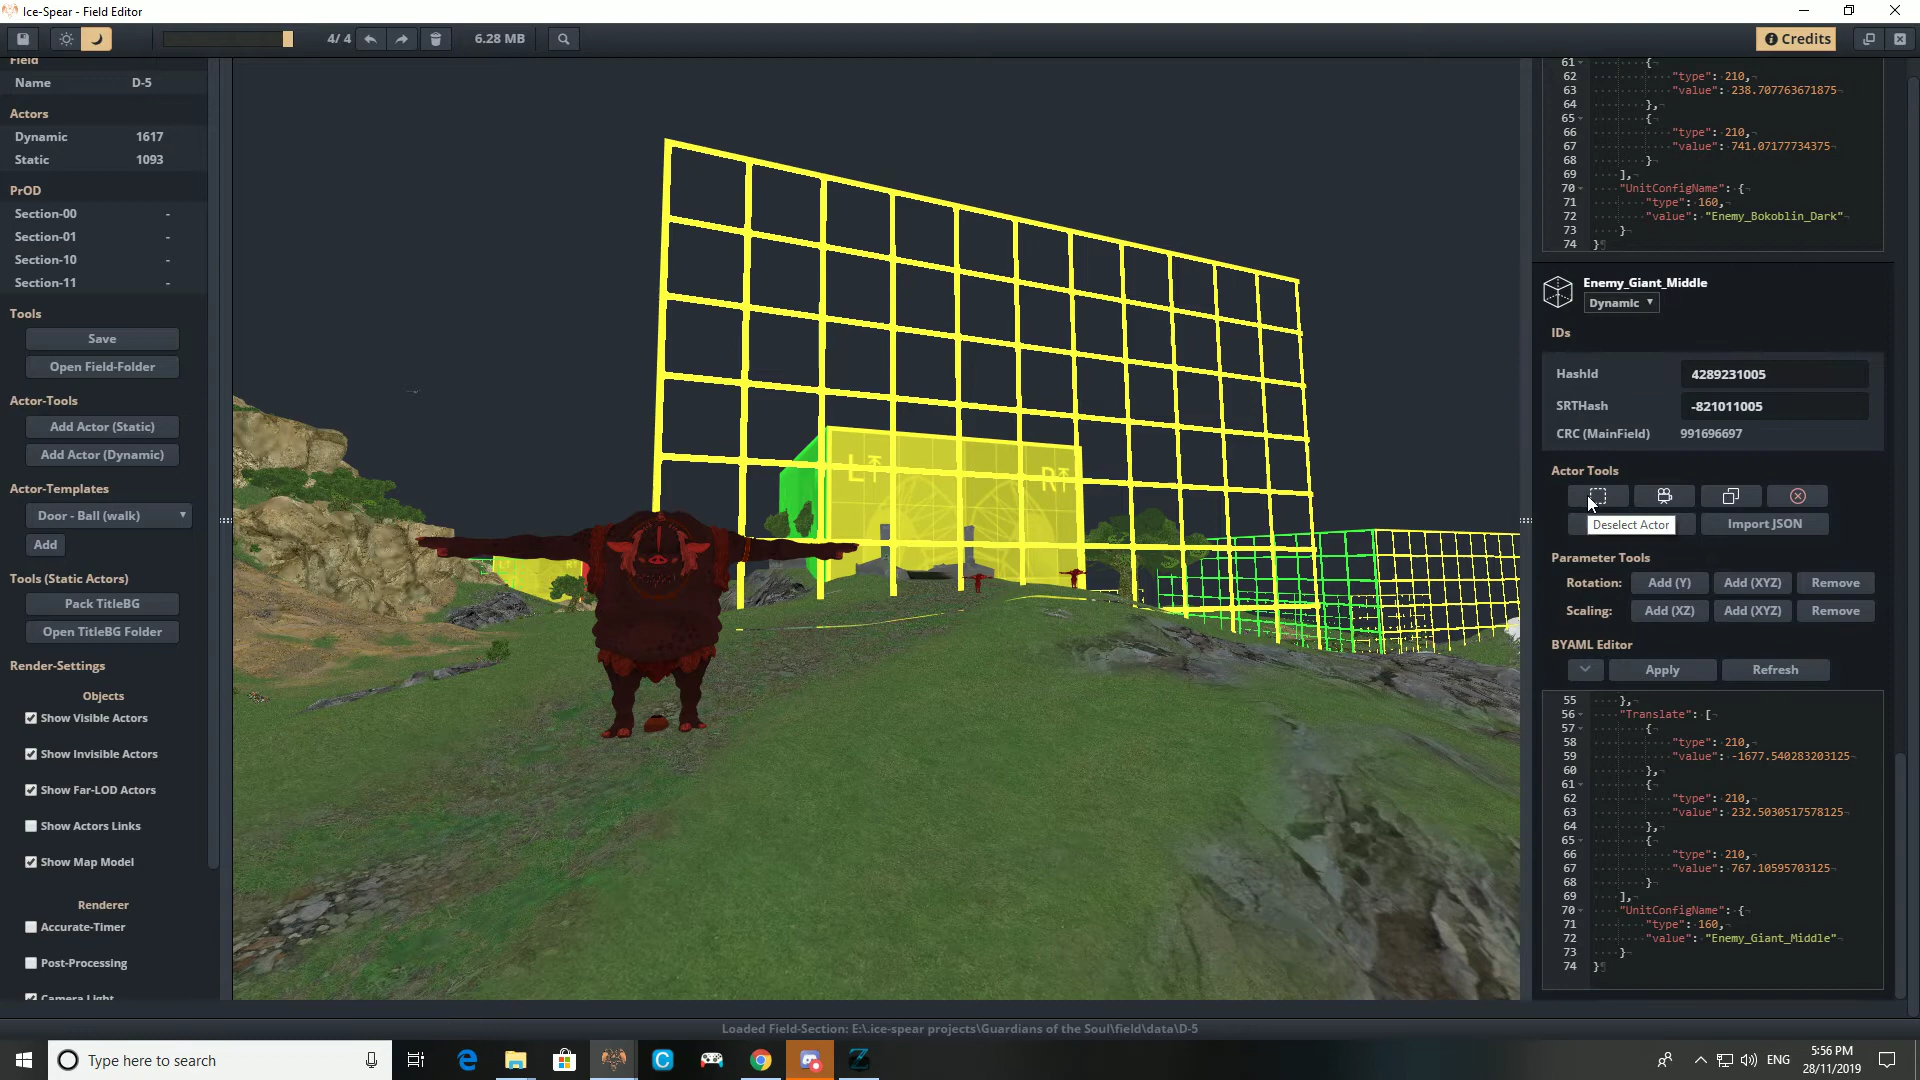 Ice-Spear - Field Editor
4/ 4
6.28 MB
Credits
Field
Name D-5
Actors
Dynamic 1617
Static 1093
PrOD
Section-00 -
Section-01 -
Section-10 -
Section-11 -
Tools
Save
Open Field-Folder
Actor-Tools
Add Actor (Static)
Add Actor (Dynamic)
Actor-Templates
Door - Ball (walk)
Add
Tools (Static Actors)
Pack TitleBG
Open TitleBG Folder
Render-Settings
Objects
Show Visible Actors
Show Invisible Actors
Show Far-LOD Actors
Show Actors Links
Show Map Model
Renderer
Accurate-Timer
Post-Processing
Camera Light
LT
RT
LT
RT
61 {
62 "type": 210,
63 "value": 238.707763671875
64 },
65 {
66 "type": 210,
67 "value": 741.07177734375
68 }
69 ],
70 "UnitConfigName": {
71 "type": 160,
72 "value": "Enemy_Bokoblin_Dark"
73 }
74 }
Enemy_Giant_Middle
Dynamic
IDs
HashId 4289231005
SRTHash -821011005
CRC (MainField) 991696697
Actor Tools
Deselect Actor
Import JSON
Parameter Tools
Rotation: Add (Y) Add (XYZ) Remove
Scaling: Add (XZ) Add (XYZ) Remove
BYAML Editor
Apply Refresh
55 },
56 "Translate": [
57 {
58 "type": 210,
59 "value": -1677.540283203125
60 },
61 {
62 "type": 210,
63 "value": 232.5030517578125
64 },
65 {
66 "type": 210,
67 "value": 767.10595703125
68 }
69 ],
70 "UnitConfigName": {
71 "type": 160,
72 "value": "Enemy_Giant_Middle"
73 }
74 }
Loaded Field-Section: E:\.ice-spear projects\Guardians of the Soul\field\data\D-5
Type here to search
ENG
5:56 PM
28/11/2019